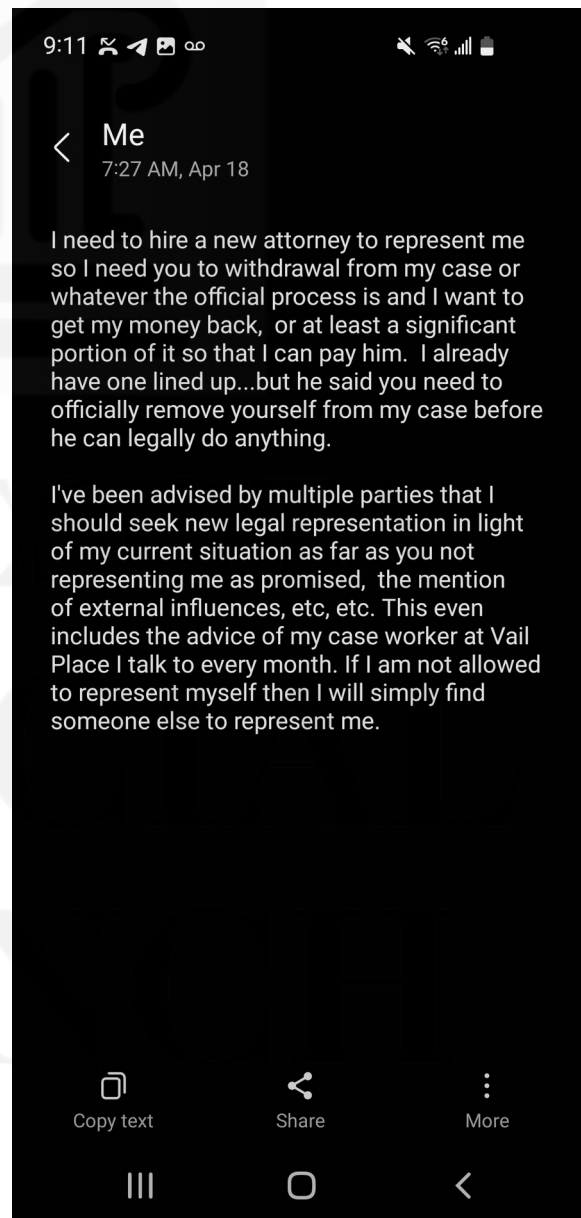 9:11
Me
7:27 AM, Apr 18
I need to hire a new attorney to represent me
so I need you to withdrawal from my case or
whatever the official process is and I want to
get my money back,  or at least a significant
portion of it so that I can pay him.  I already
have one lined up...but he said you need to
officially remove yourself from my case before
he can legally do anything.
I've been advised by multiple parties that I
should seek new legal representation in light
of my current situation as far as you not
representing me as promised,  the mention
of external influences, etc, etc. This even
includes the advice of my case worker at Vail
Place I talk to every month. If I am not allowed
to represent myself then I will simply find
someone else to represent me.
Copy text
Share
More